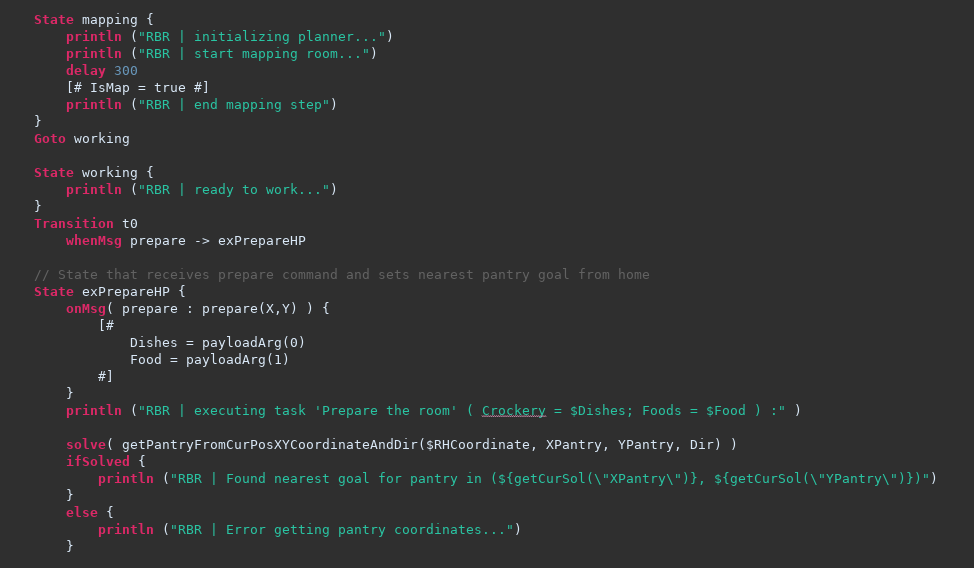 State mapping {
    println ("RBR | initializing planner...")
    println ("RBR | start mapping room...")
    delay 300
    [# IsMap = true #]
    println ("RBR | end mapping step")
}
Goto working

State working {
    println ("RBR | ready to work...")
}
Transition t0
    whenMsg prepare -> exPrepareHP

// State that receives prepare command and sets nearest pantry goal from home
State exPrepareHP {
    onMsg( prepare : prepare(X,Y) ) {
        [#
            Dishes = payloadArg(0)
            Food = payloadArg(1)
        #]
    }
    println ("RBR | executing task 'Prepare the room' ( Crockery = $Dishes; Foods = $Food ) :" )

    solve( getPantryFromCurPosXYCoordinateAndDir($RHCoordinate, XPantry, YPantry, Dir) )
    ifSolved {
        println ("RBR | Found nearest goal for pantry in (${getCurSol(\"XPantry\")}, ${getCurSol(\"YPantry\")})")
    }
    else {
        println ("RBR | Error getting pantry coordinates...")
    }